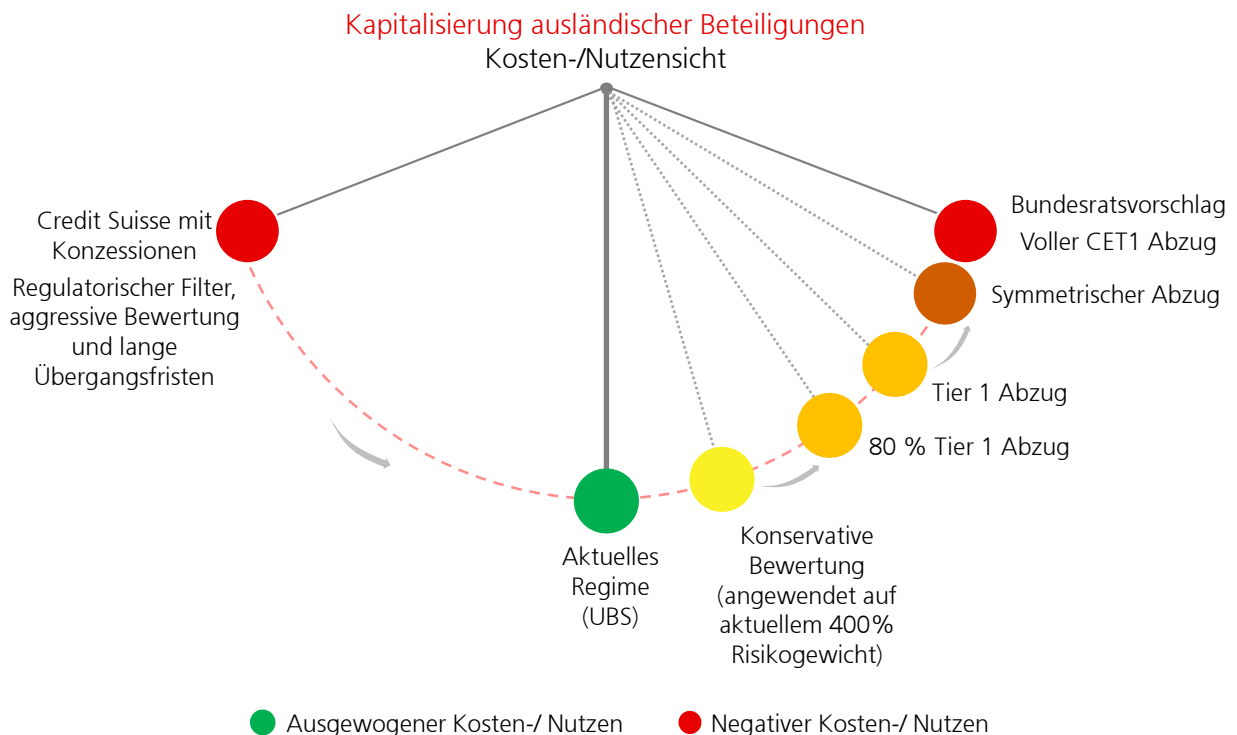 Kapitalisierung ausländischer Beteiligungen
Kosten-/Nutzensicht
Credit Suisse mit
Konzessionen
Regulatorischer Filter,
aggressive Bewertung
und lange
Übergangsfristen
Bundesratsvorschlag
Voller CET1 Abzug
Symmetrischer Abzug
Tier 1 Abzug
80 % Tier 1 Abzug
Konservative
Bewertung
(angewendet auf
aktuellem 400%
Risikogewicht)
Aktuelles
Regime
(UBS)
Ausgewogener Kosten-/ Nutzen
Negativer Kosten-/ Nutzen